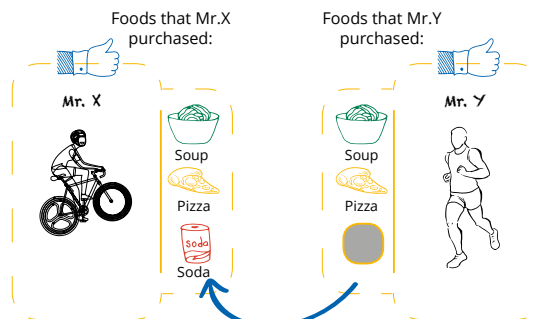 Foods that Mr.X
purchased:
Foods that Mr.Y
purchased:
Mr. X
Mr. Y
Soup
Pizza
soda
Soda
Soup
Pizza